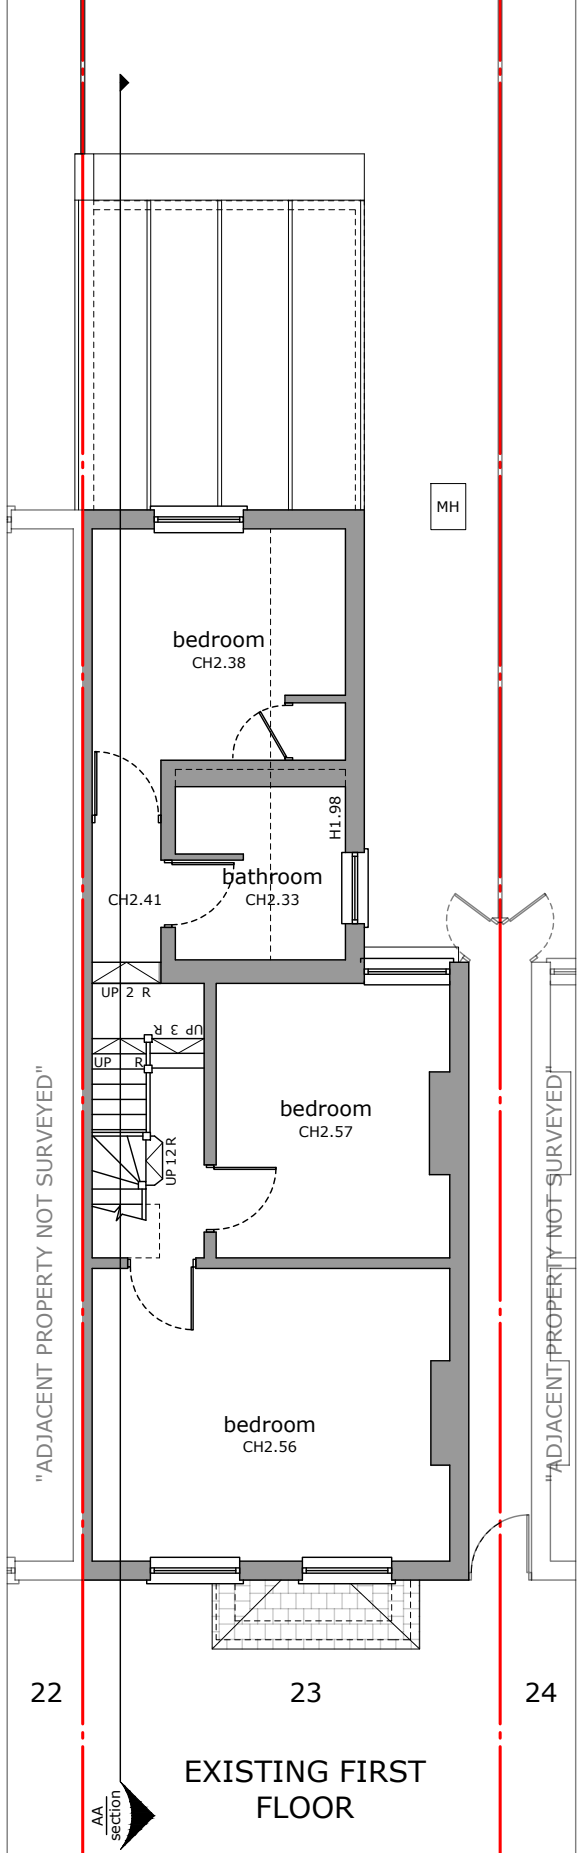 MH
bedroom
CH2.38
H1.98
bathroom
CH2.33
CH2.41
UP 2 R
UP 3 R
UP R
bedroom
CH2.57
UP 12 R
"ADJACENT PROPERTY NOT SURVEYED"
"ADJACENT PROPERTY NOT SURVEYED"
bedroom
CH2.56
22
23
24
EXISTING FIRST
FLOOR
AA
section